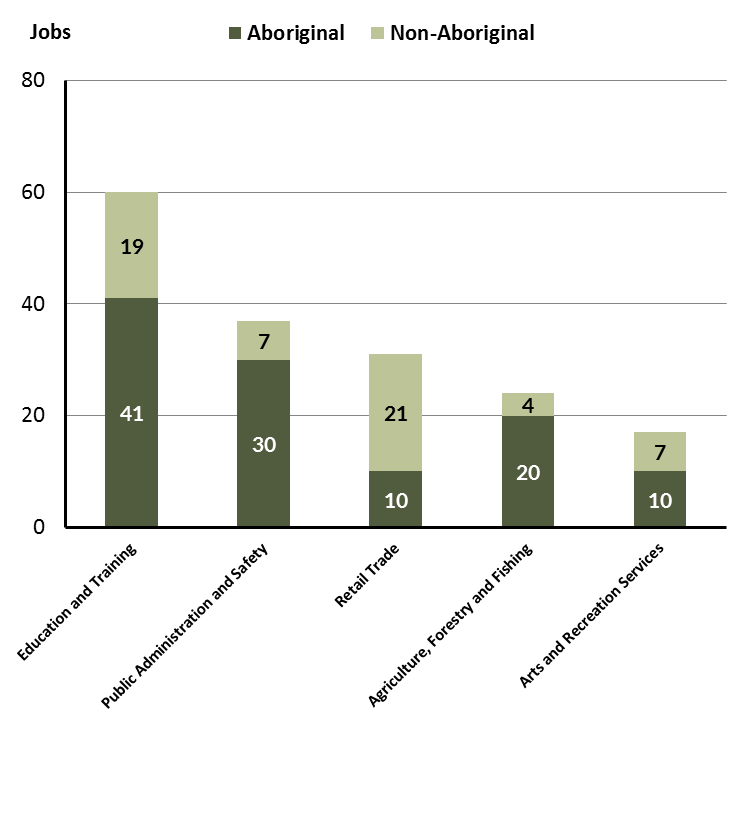 Jobs
Aboriginal
Non-Aboriginal
80
60
40
20
0
19
41
7
30
21
10
4
20
7
10
Education and Training
Public Administration and Safety
Retail Trade
Agriculture, Forestry and Fishing
Arts and Recreation Services